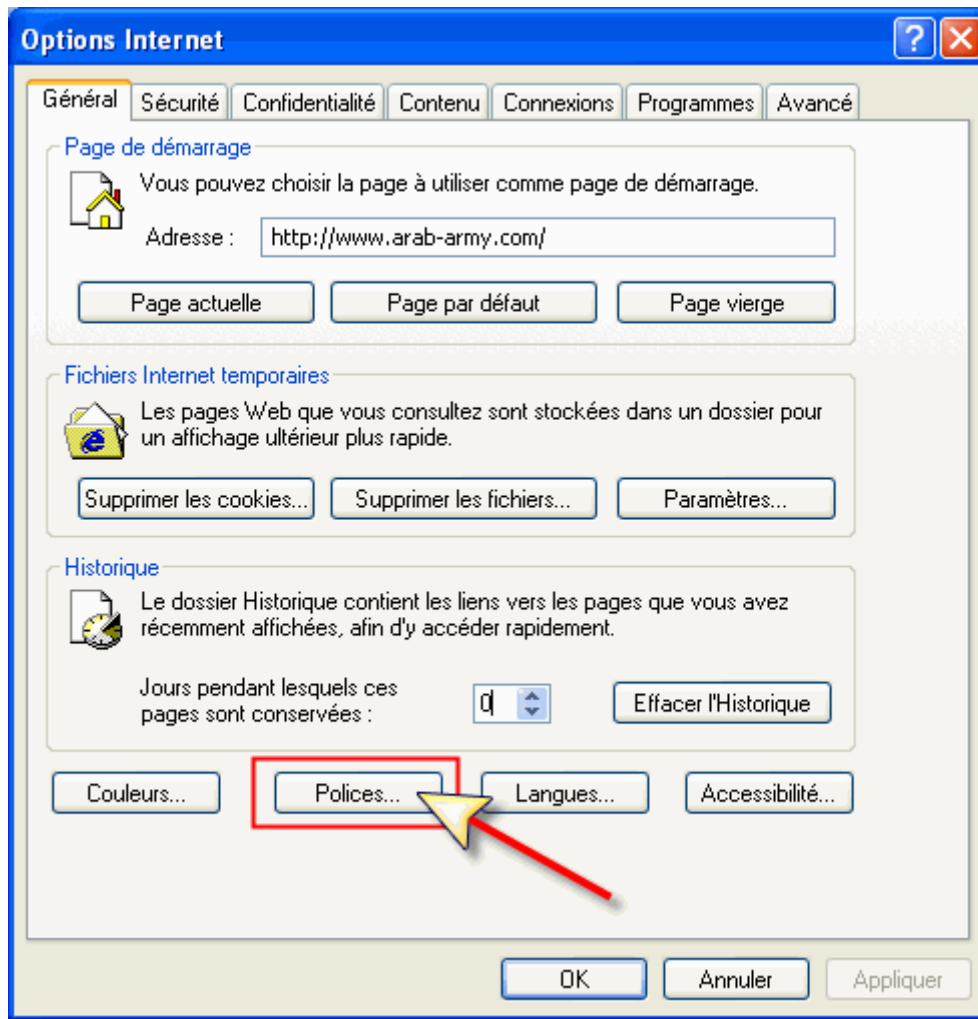 Options Internet
Général Sécurité Confidentialité Contenu Connexions Programmes Avancé
Page de démarrage
Vous pouvez choisir la page à utiliser comme page de démarrage.
Adresse : http://www.arab-army.com/
Page actuelle Page par défaut Page vierge
Fichiers Internet temporaires
Les pages Web que vous consultez sont stockées dans un dossier pour
un affichage ultérieur plus rapide.
Supprimer les cookies... Supprimer les fichiers... Paramètres...
Historique
Le dossier Historique contient les liens vers les pages que vous avez
récemment affichées, afin d'y accéder rapidement.
Jours pendant lesquels ces
pages sont conservées : 0 Effacer l'Historique
Couleurs... Polices... Langues... Accessibilité...
OK Annuler Appliquer